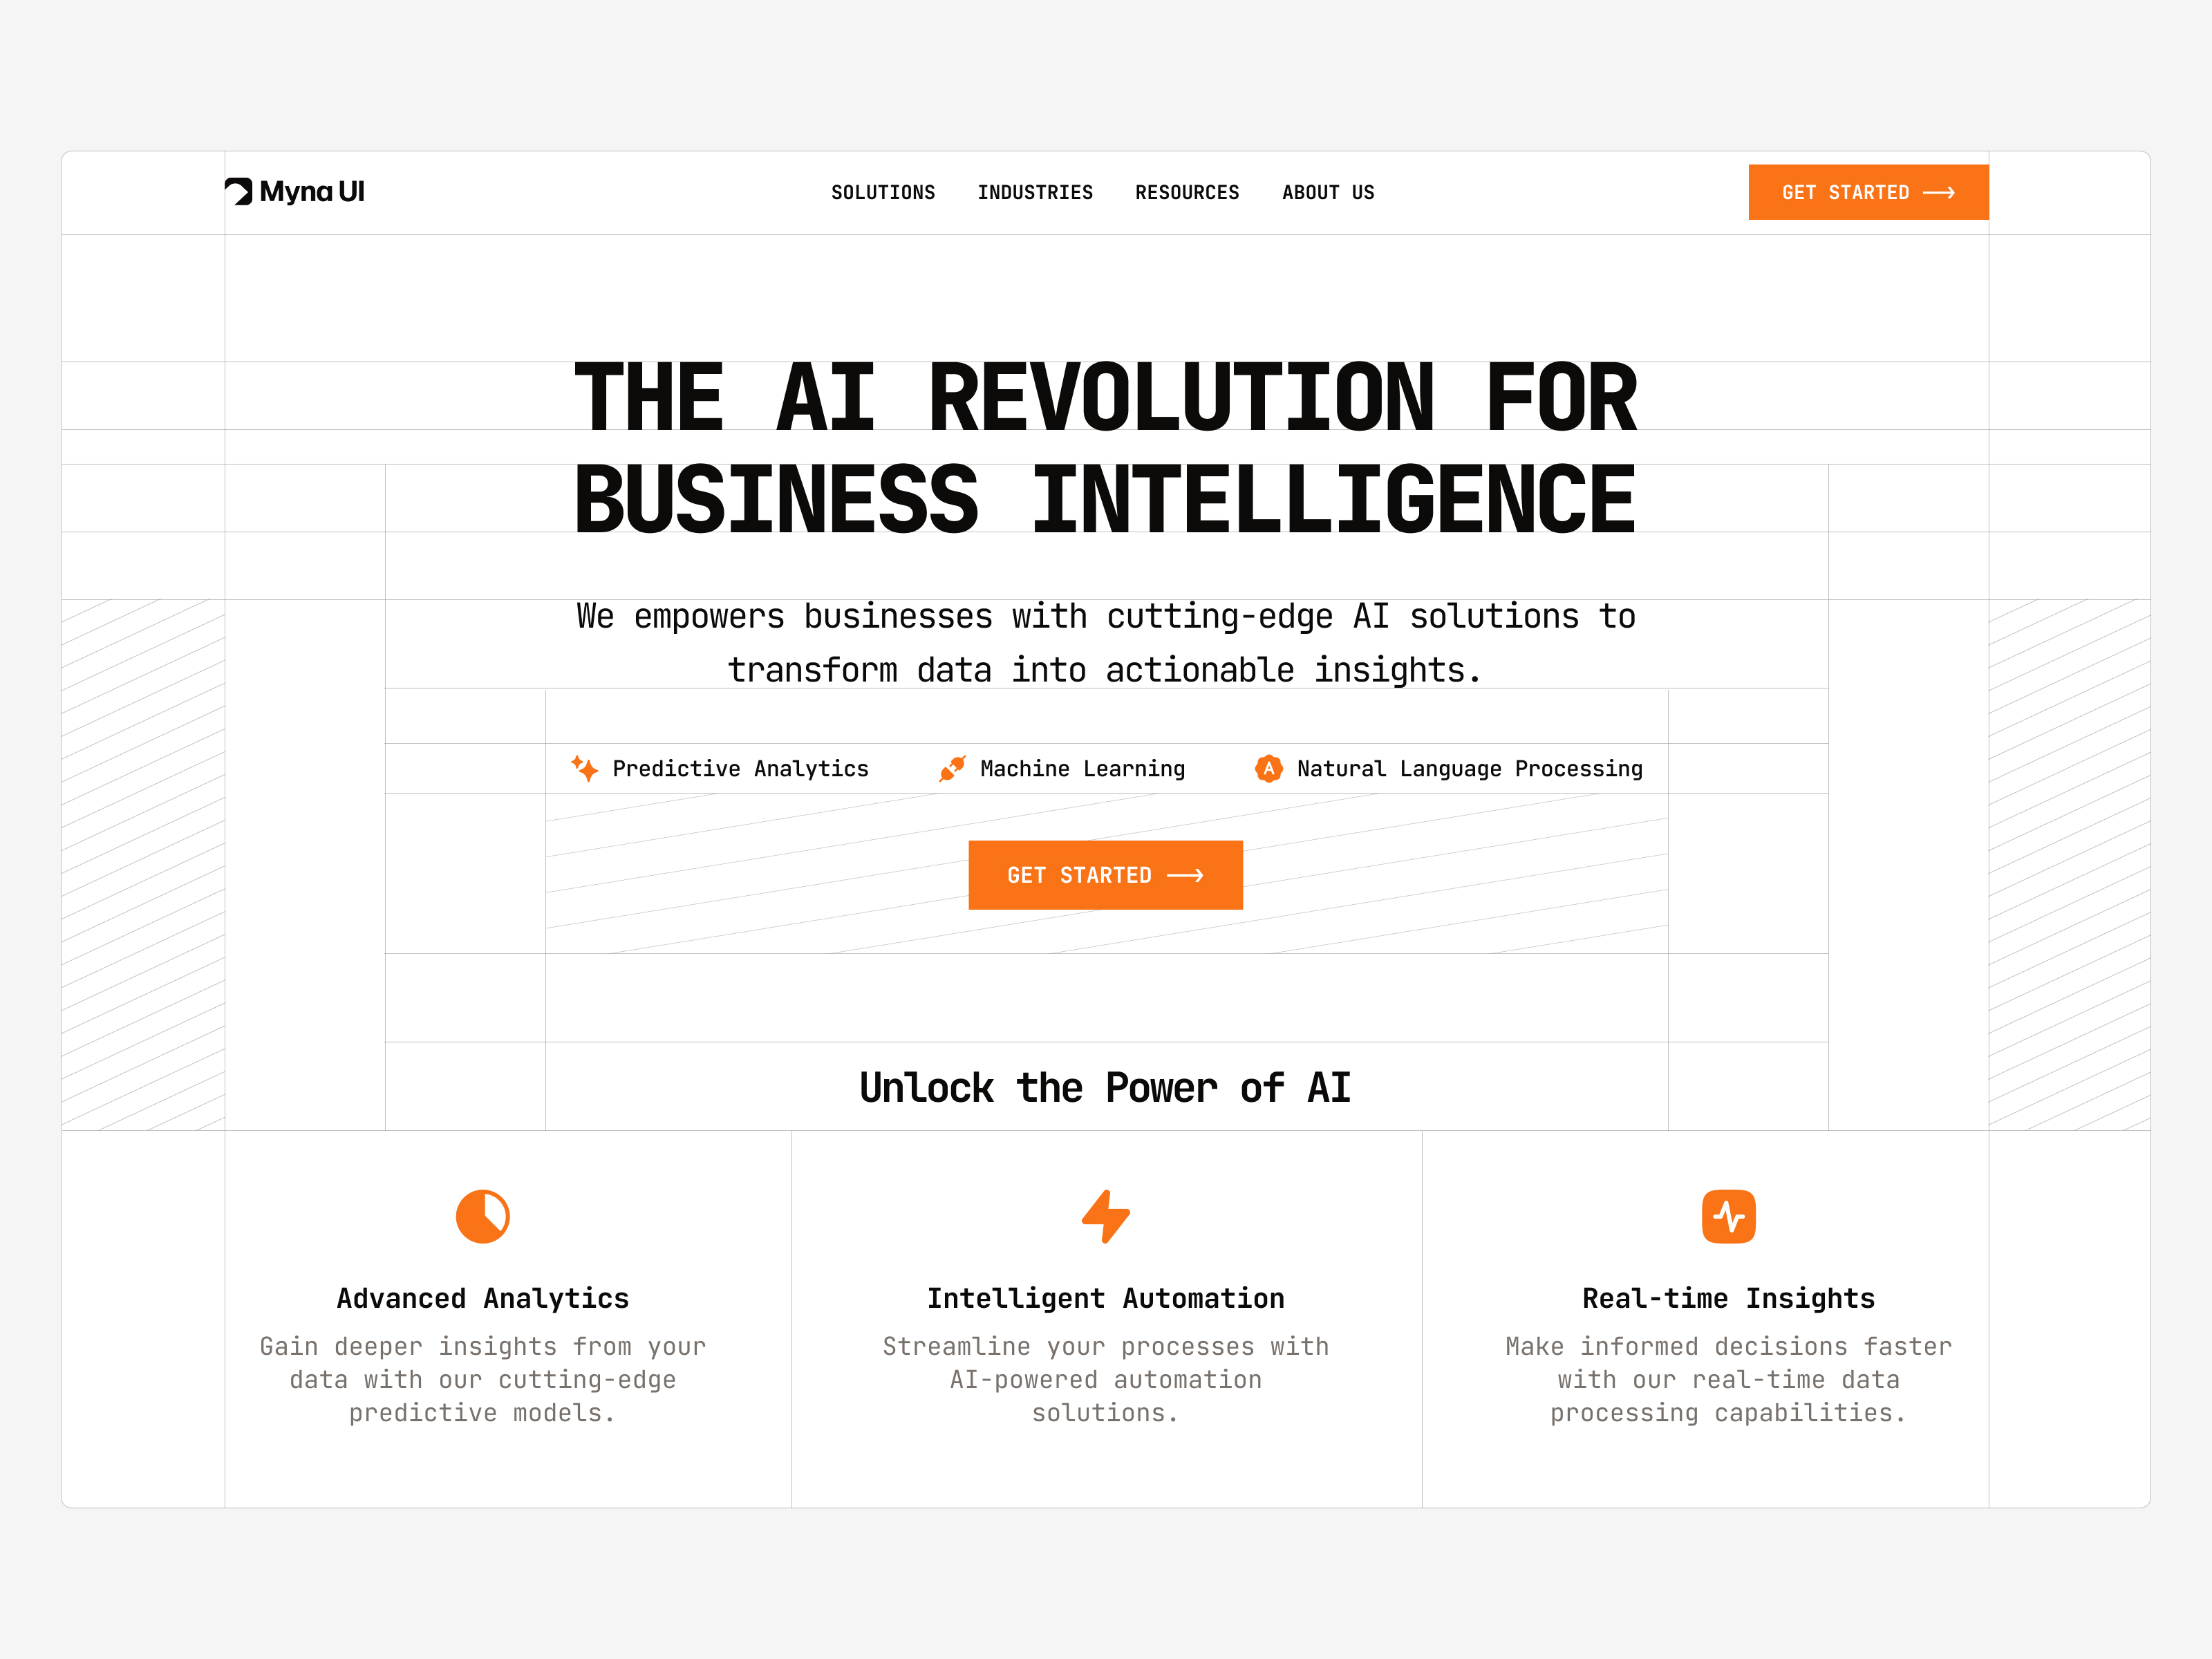 Myna UI
SOLUTIONS INDUSTRIES RESOURCES ABOUT US
GET STARTED
THE AI REVOLUTION FOR
BUSINESS INTELLIGENCE
We empowers businesses with cutting-edge AI solutions to
transform data into actionable insights.
Predictive Analytics
Machine Learning
A
Natural Language Processing
GET STARTED
Unlock the Power of AI
Advanced Analytics
Gain deeper insights from your
data with our cutting-edge
predictive models.
Intelligent Automation
Streamline your processes with
AI-powered automation
solutions.
Real-time Insights
Make informed decisions faster
with our real-time data
processing capabilities.